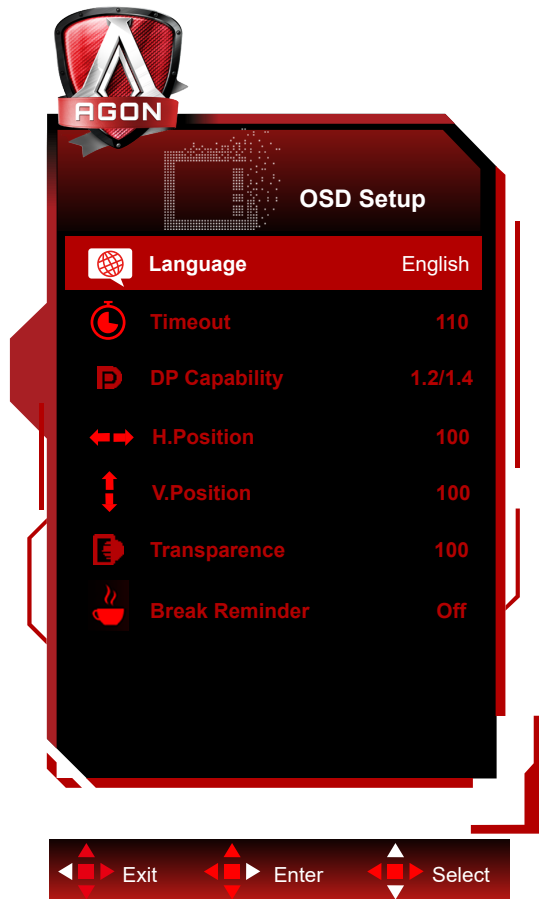 AGON
OSD Setup
Language English
Timeout 110
DP Capability 1.2/1.4
H.Position 100
V.Position 100
Transparence 100
Break Reminder Off
Exit Enter Select